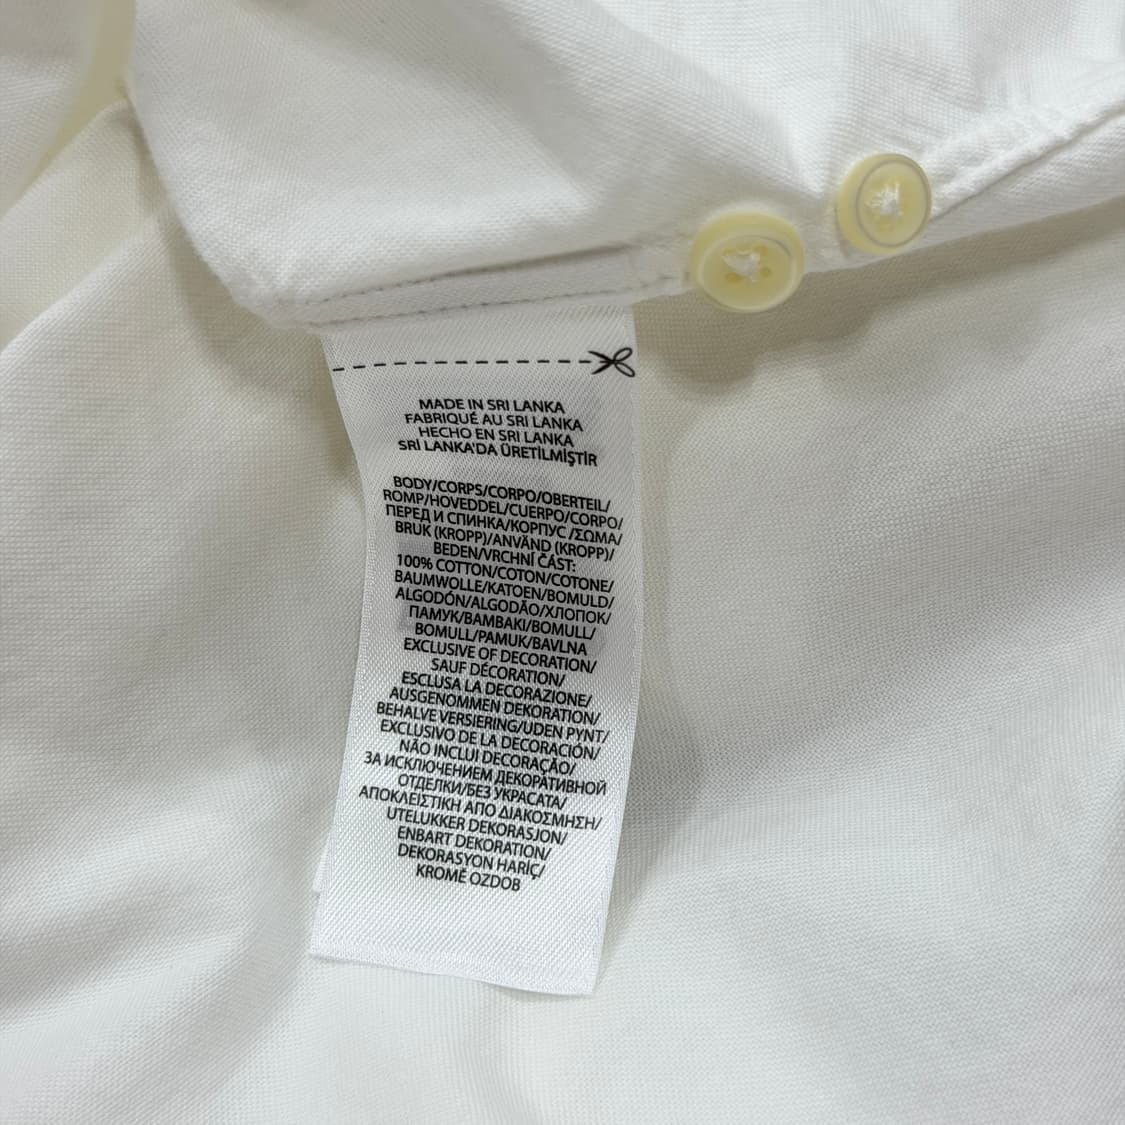 MADE IN SRI LANKA
FABRIQUÉ AU SRI LANKA
HECHO EN SRI LANKA
SRİ LANKA'DA ÜRETİLMİŞTİR
BODY/CORPS/CORPO/OBERTEIL/
ROMP/HOVEDDEL/CUERPO/CORPO/
ПЕРЕД И СПИНКА/КОРПУС /ΣΩΜΑ/
BRUK (KROPP)/ANVÄND (KROPP)/
BEDEN/VRCHNÍ ČÁST:
100% COTTON/COTON/COTONE/
BAUMWOLLE/KATOEN/BOMULD/
ALGODÓN/ALGODÃO/ХЛОПОК/
ПАМУК/BAMBAKI/BOMULL/
BOMULL/PAMUK/BAVLNA
EXCLUSIVE OF DECORATION/
SAUF DÉCORATION/
ESCLUSA LA DECORAZIONE/
AUSGENOMMEN DEKORATION/
BEHALVE VERSIERING/UDEN PYNT/
EXCLUSIVO DE LA DECORACIÓN/
NÃO INCLUI DECORAÇÃO/
ЗА ИСКЛЮЧЕНИЕМ ДЕКОРАТИВНОЙ
ОТДЕЛКИ/БЕЗ УКРАСАТА/
ΑΠΟΚΛΕΙΣΤΙΚΗ ΑΠΟ ΔΙΑΚΟΣΜΗΣΗ/
UTELUKKER DEKORASJON/
ENBART DEKORATION/
DEKORASYON HARİÇ/
KROMĚ OZDOB